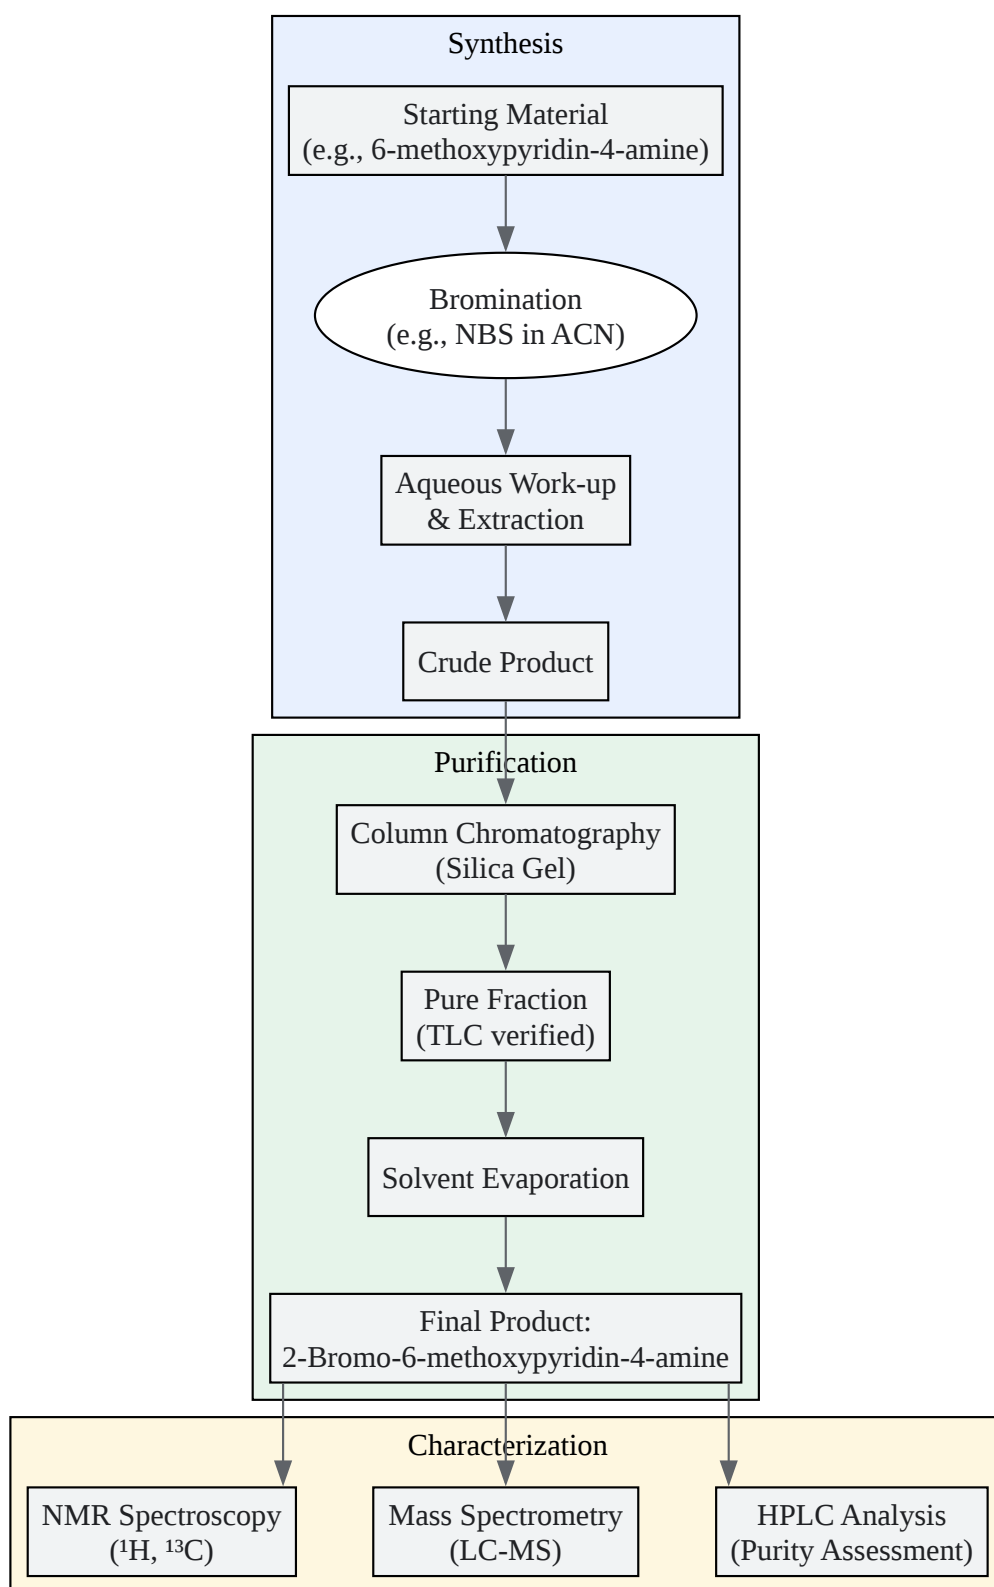 Synthesis
Starting Material
(e.g., 6-methoxypyridin-4-amine)
Bromination
(e.g., NBS in ACN)
Aqueous Work-up
& Extraction
Crude Product
Purification
Column Chromatography
(Silica Gel)
Pure Fraction
(TLC verified)
Solvent Evaporation
Final Product:
2-Bromo-6-methoxypyridin-4-amine
Characterization
NMR Spectroscopy
(¹H, ¹³C)
Mass Spectrometry
(LC-MS)
HPLC Analysis
(Purity Assessment)